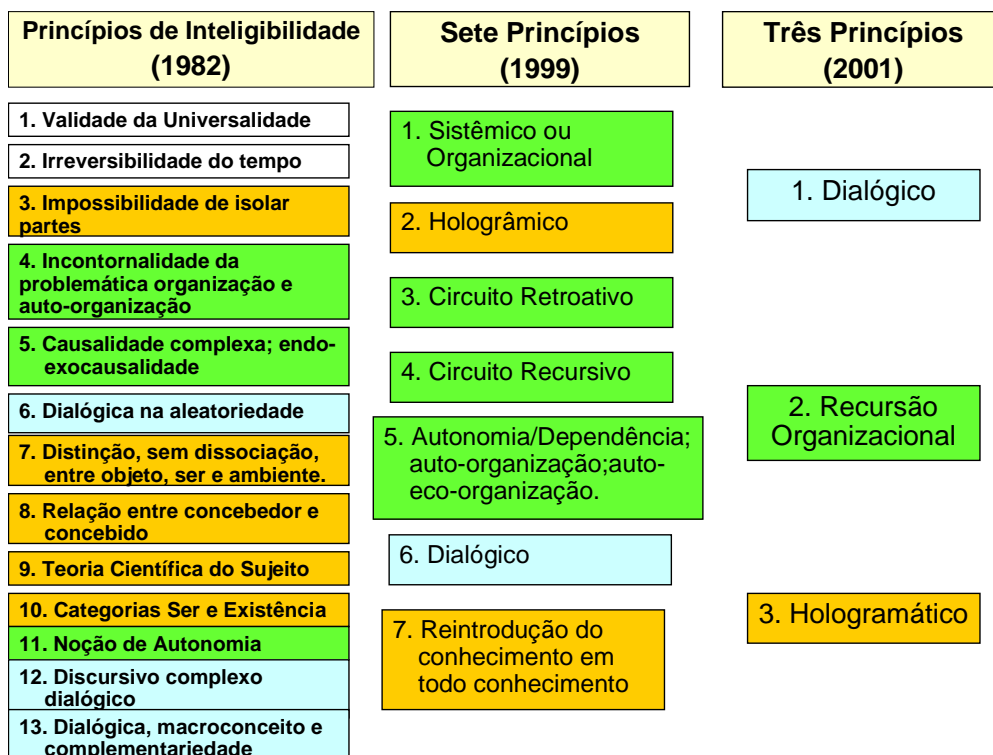 Princípios de Inteligibilidade
(1982)
1. Validade da Universalidade
2. Irreversibilidade do tempo
3. Impossibilidade de isolar
partes
4. Incontornalidade da
problemática organização e
auto-organização
5. Causalidade complexa; endo-
exocausalidade
6. Dialógica na aleatoriedade
7. Distinção, sem dissociação,
entre objeto, ser e ambiente.
8. Relação entre concebedor e
concebido
9. Teoria Científica do Sujeito
10. Categorias Ser e Existência
11. Noção de Autonomia
12. Discursivo complexo
dialógico
13. Dialógica, macroconceito e
complementariedade
Sete Princípios
(1999)
1. Sistêmico ou
Organizacional
2. Hologrâmico
3. Circuito Retroativo
4. Circuito Recursivo
5. Autonomia/Dependência;
auto-organização;auto-
eco-organização.
6. Dialógico
7. Reintrodução do
conhecimento em
todo conhecimento
Três Princípios
(2001)
1. Dialógico
2. Recursão
Organizacional
3. Hologramático